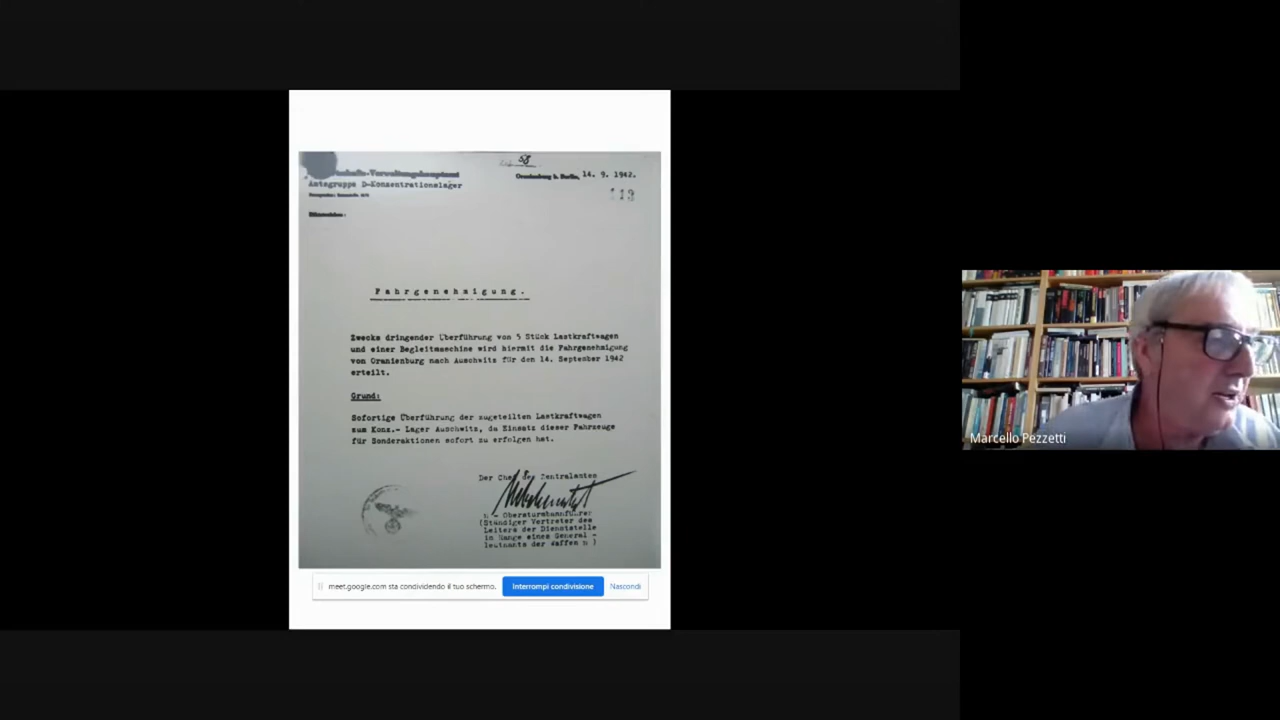 58
-Verwaltungshauptamt
Amtsgruppe D-Konzentrationslager
Oranienburg b. Berlin, 14. 9. 1942.
113
Fahrgenehmigung.
Zwecks dringender Überführung von 5 Stück Lastkraftwagen
und einer Begleitmaschine wird hiermit die Fahrgenehmigung
von Oranienburg nach Auschwitz für den 14. September 1942
erteilt.
Grund:
Sofortige Überführung der zugeteilten Lastkraftwagen
zum Konz.- Lager Auschwitz, da Einsatz dieser Fahrzeuge
für Sonderaktionen sofort zu erfolgen hat.
Der Chef des Zentralamtes
- Obersturmbannführer
(Ständiger Vertreter des
Leiters der Dienststelle
im Range eines General -
leutnants der Waffen )
meet.google.com sta condividendo il tuo schermo.
Interrompi condivisione
Nascondi
Marcello Pezzetti